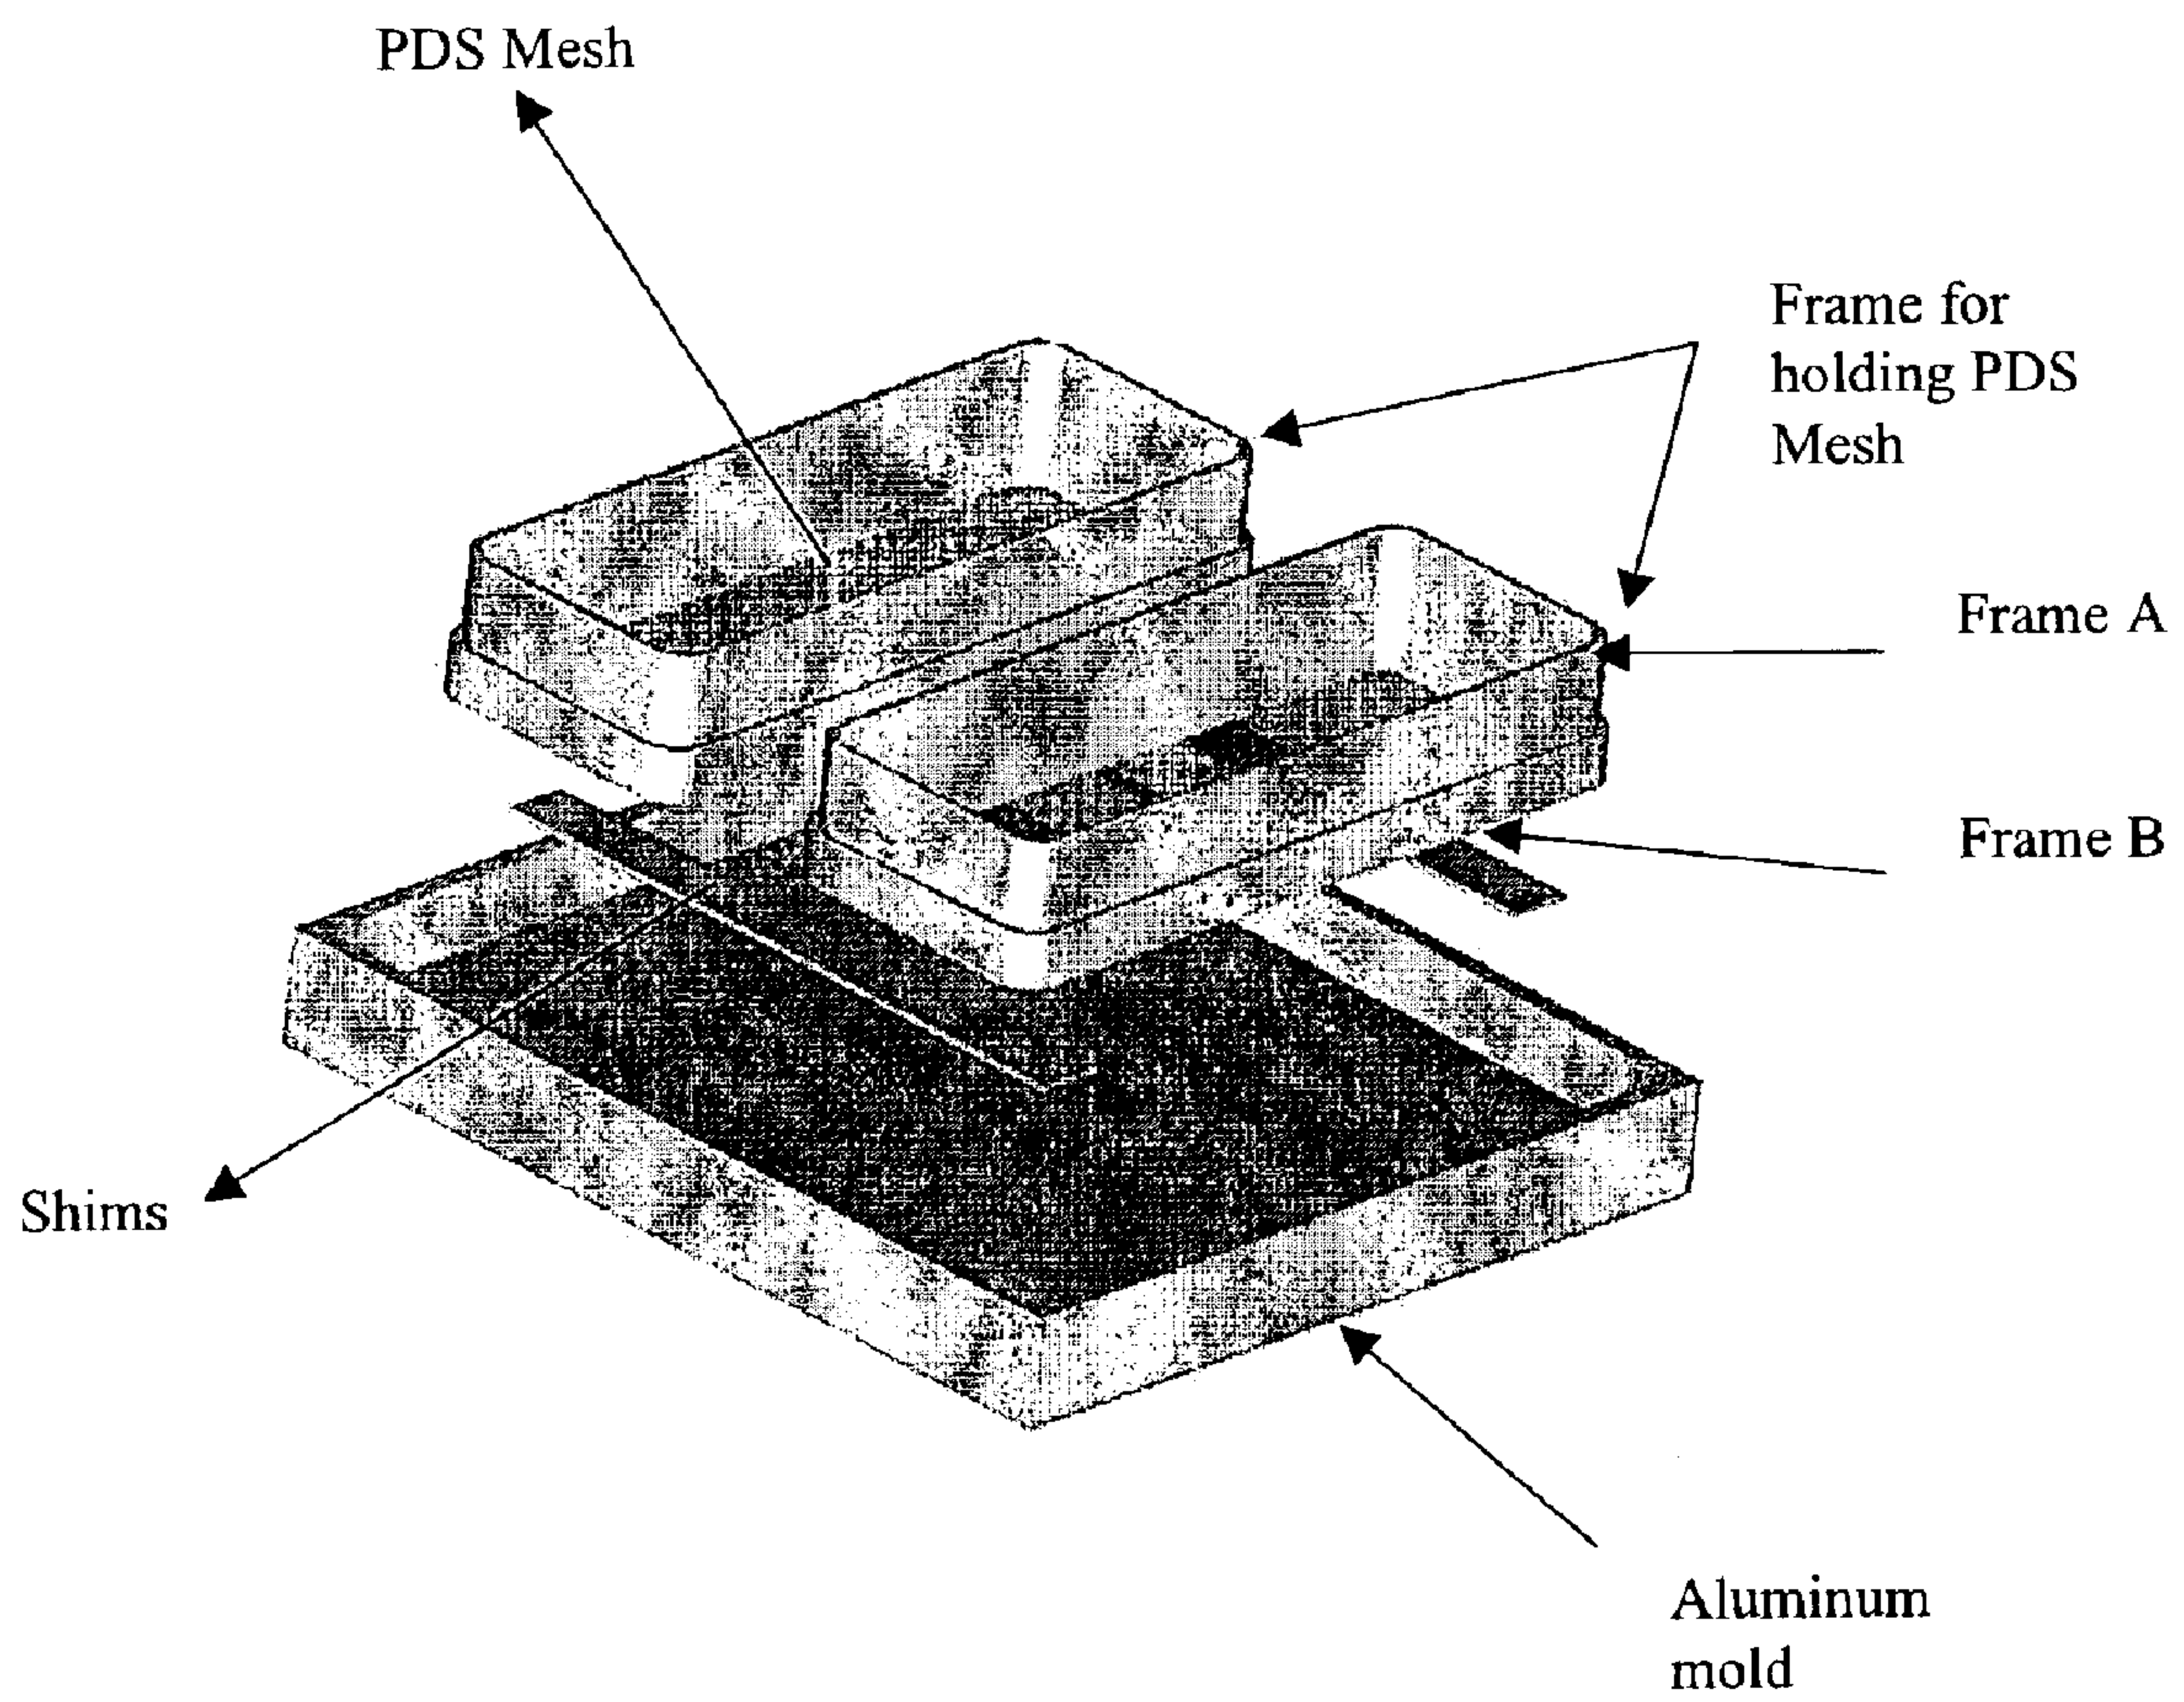 PDS Mesh
Frame for
holding PDS
Mesh
Frame A
Frame B
Shims
Aluminum
mold